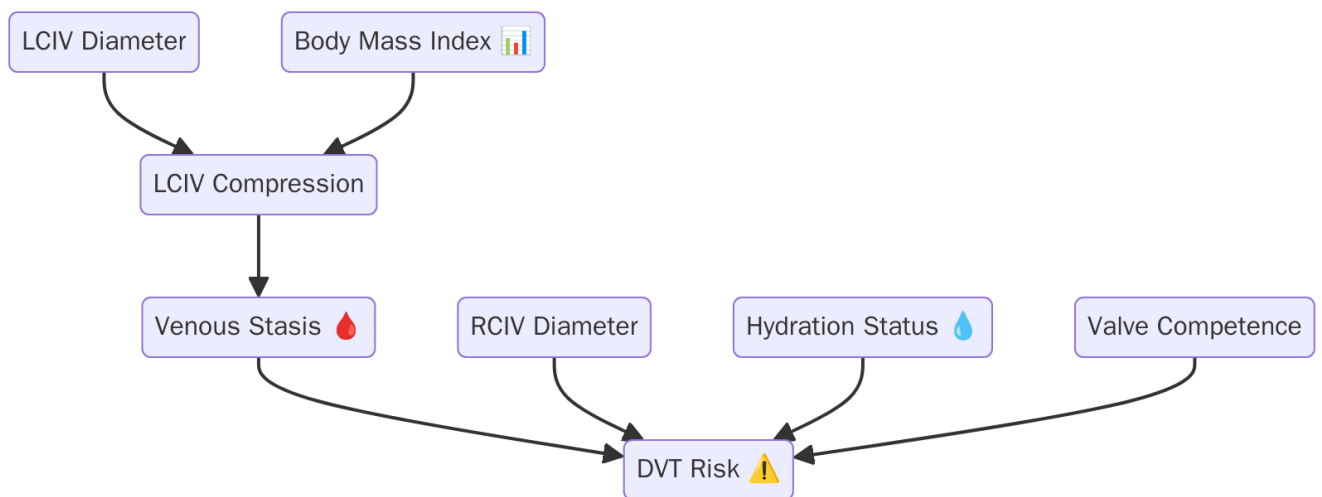 LCIV Diameter
Body Mass Index 📊
LCIV Compression
Venous Stasis 🩸
RCIV Diameter
Hydration Status 💧
Valve Competence
DVT Risk ⚠️